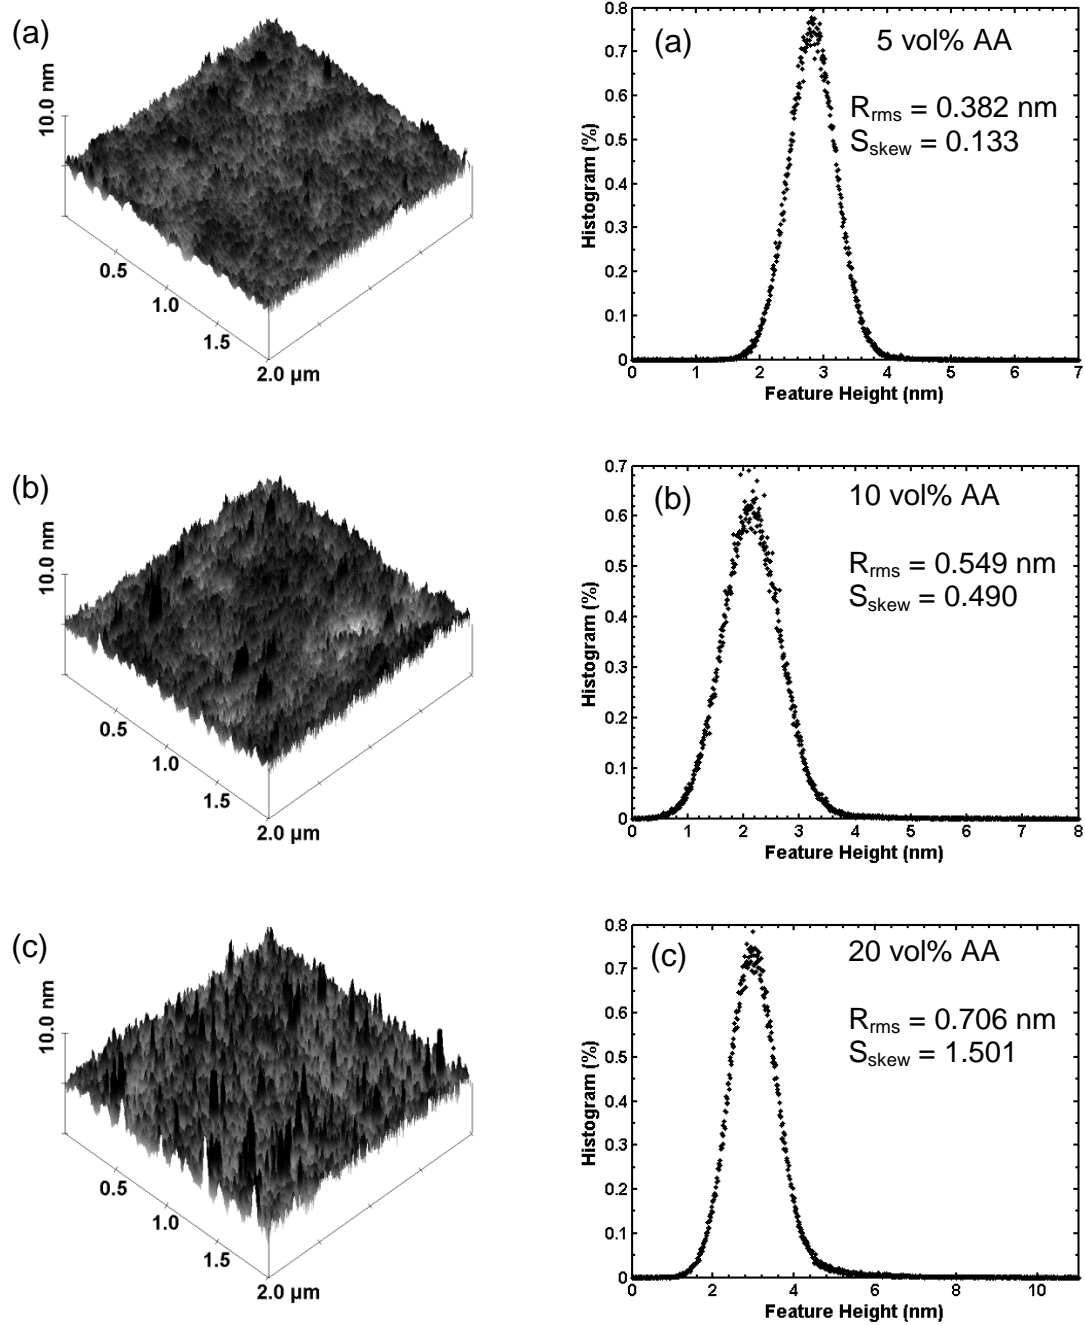 (a)
10.0 nm
0.5
1.0
1.5
2.0 µm
(a) 5 vol% AA
R_rms = 0.382 nm
S_skew = 0.133
Histogram (%)
0.8
0.7
0.6
0.5
0.4
0.3
0.2
0.1
0
0 1 2 3 4 5 6 7
Feature Height (nm)
(b)
10.0 nm
0.5
1.0
1.5
2.0 µm
(b) 10 vol% AA
R_rms = 0.549 nm
S_skew = 0.490
Histogram (%)
0.7
0.6
0.5
0.4
0.3
0.2
0.1
0
0 1 2 3 4 5 6 7 8
Feature Height (nm)
(c)
10.0 nm
0.5
1.0
1.5
2.0 µm
(c) 20 vol% AA
R_rms = 0.706 nm
S_skew = 1.501
Histogram (%)
0.8
0.7
0.6
0.5
0.4
0.3
0.2
0.1
0
0 2 4 6 8 10
Feature Height (nm)